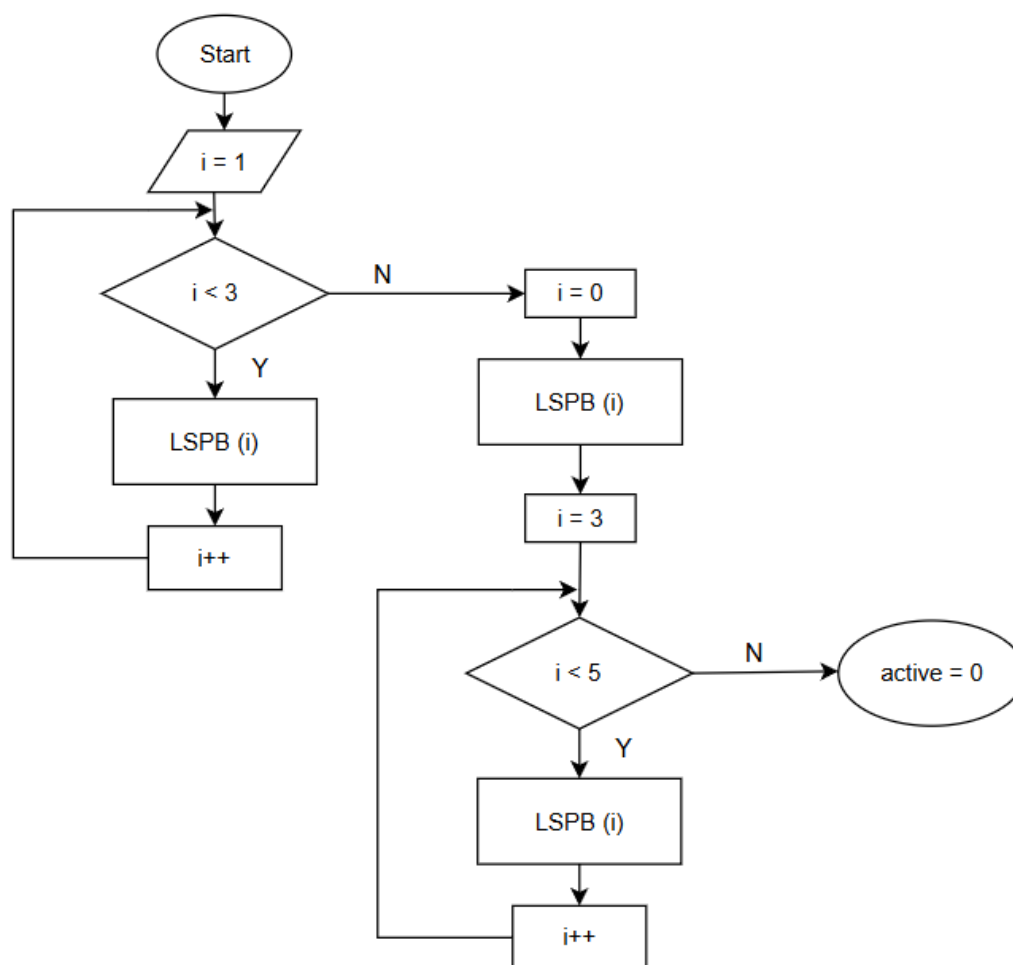 Start
i = 1
i < 3
N
Y
LSPB (i)
i++
i = 0
LSPB (i)
i = 3
i < 5
N
active = 0
Y
LSPB (i)
i++